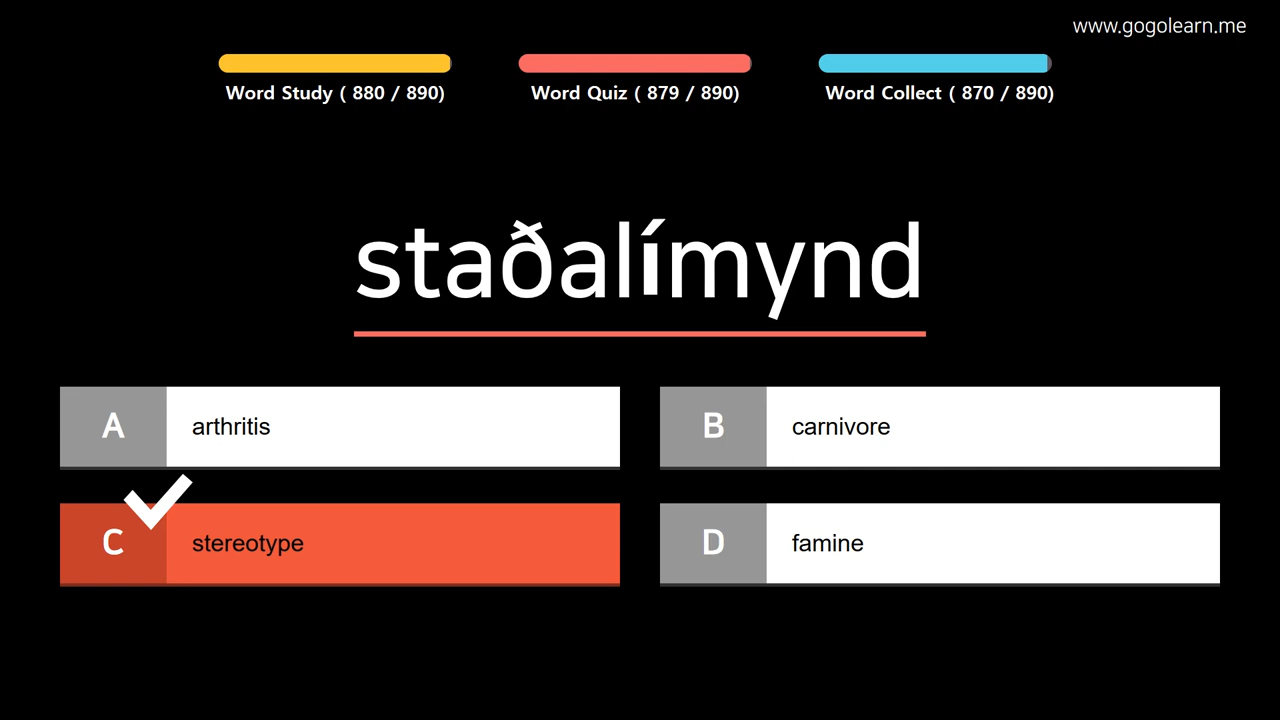 www.gogolearn.me
Word Study ( 880 / 890)
Word Quiz ( 879 / 890)
Word Collect ( 870 / 890)
staðalímynd
A arthritis
B carnivore
C stereotype
D famine